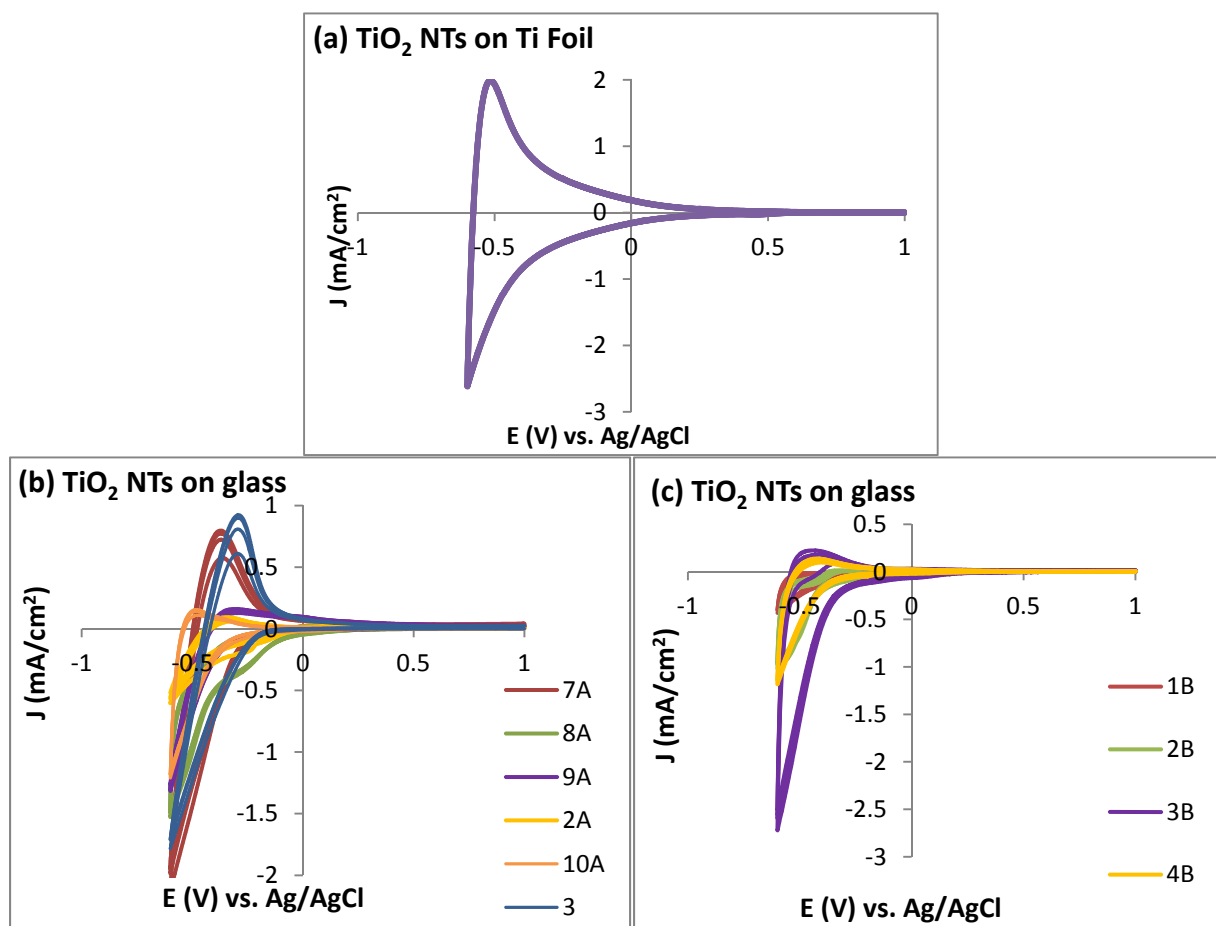 (a) TiO₂ NTs on Ti Foil
2
1
0
-1
-2
-3
-1
-0.5
0
0.5
1
J (mA/cm²)
E (V) vs. Ag/AgCl
(b) TiO₂ NTs on glass
1
0.5
0
-0.5
-1
-1.5
-2
-1
-0.5
0
0.5
1
J (mA/cm²)
E (V) vs. Ag/AgCl
7A
8A
9A
2A
10A
3
(c) TiO₂ NTs on glass
0.5
0
-0.5
-1
-1.5
-2
-2.5
-3
-1
-0.5
0
0.5
1
J (mA/cm²)
E (V) vs. Ag/AgCl
1B
2B
3B
4B